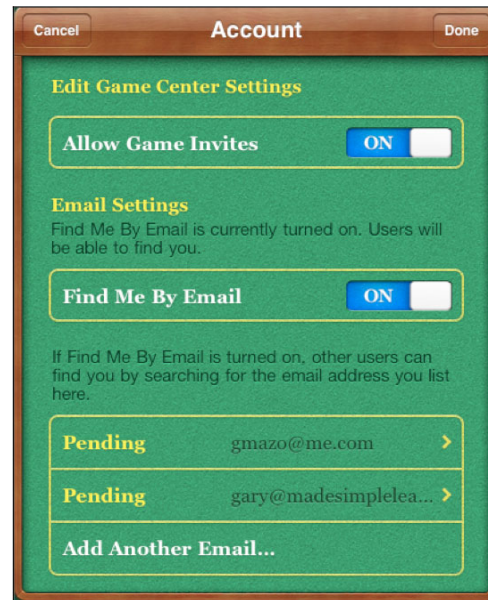 Cancel
Account
Done
Edit Game Center Settings
Allow Game Invites
ON
Email Settings
Find Me By Email is currently turned on. Users will
be able to find you.
Find Me By Email
ON
If Find Me By Email is turned on, other users can
find you by searching for the email address you list
here.
Pending gmazo@me.com
Pending gary@madesimplelea...
Add Another Email...